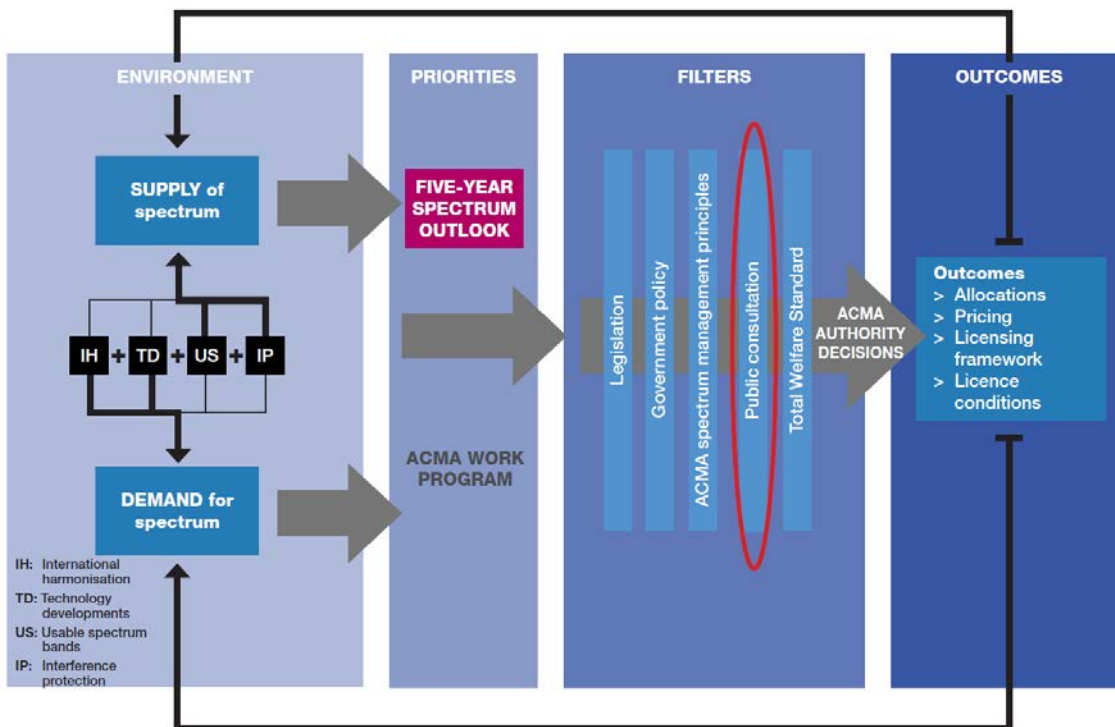 ENVIRONMENT
SUPPLY of
spectrum
IH + TD + US + IP
DEMAND for
spectrum
IH: International
harmonisation
TD: Technology
developments
US: Usable spectrum
bands
IP: Interference
protection
PRIORITIES
FIVE-YEAR
SPECTRUM
OUTLOOK
ACMA WORK
PROGRAM
FILTERS
Legislation
Government policy
ACMA spectrum management principles
Public consultation
Total Welfare Standard
ACMA
AUTHORITY
DECISIONS
OUTCOMES
Outcomes
> Allocations
> Pricing
> Licensing
framework
> Licence
conditions